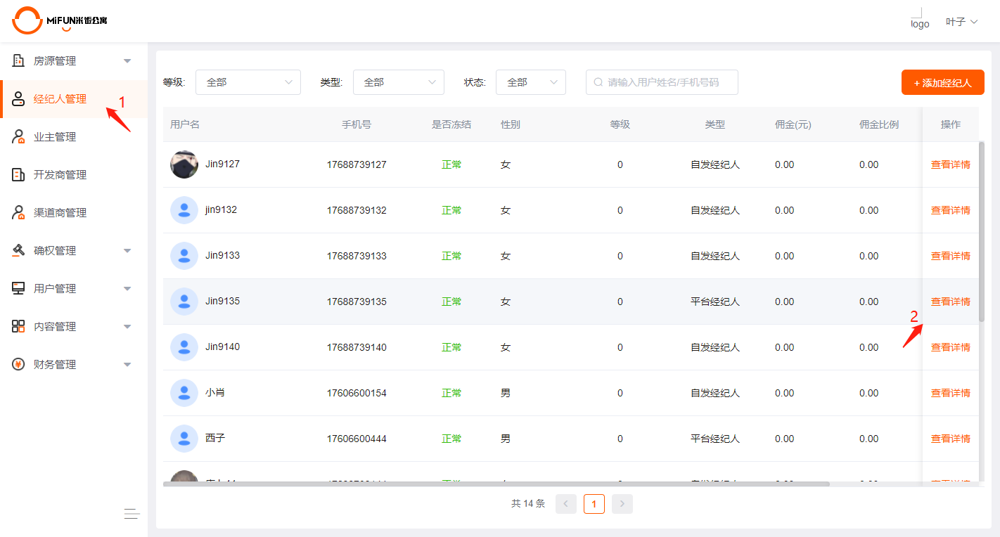 MiFUN米饭公寓
logo 叶子
房源管理
经纪人管理 1
业主管理
开发商管理
渠道商管理
确权管理
用户管理
内容管理
财务管理
等级: 全部 类型: 全部 状态: 全部 请输入用户姓名/手机号码 + 添加经纪人
用户名 手机号 是否冻结 性别 等级 类型 佣金(元) 佣金比例 操作
Jin9127 17688739127 正常 女 0 自发经纪人 0.00 0.00 查看详情
jin9132 17688739132 正常 女 0 自发经纪人 0.00 0.00 查看详情
Jin9133 17688739133 正常 女 0 自发经纪人 0.00 0.00 查看详情
Jin9135 17688739135 正常 女 0 平台经纪人 0.00 0.00 查看详情
2
Jin9140 17688739140 正常 女 0 自发经纪人 0.00 0.00 查看详情
小肖 17606600154 正常 男 0 自发经纪人 0.00 0.00 查看详情
西子 17606600444 正常 男 0 平台经纪人 0.00 0.00 查看详情
共 14 条 1